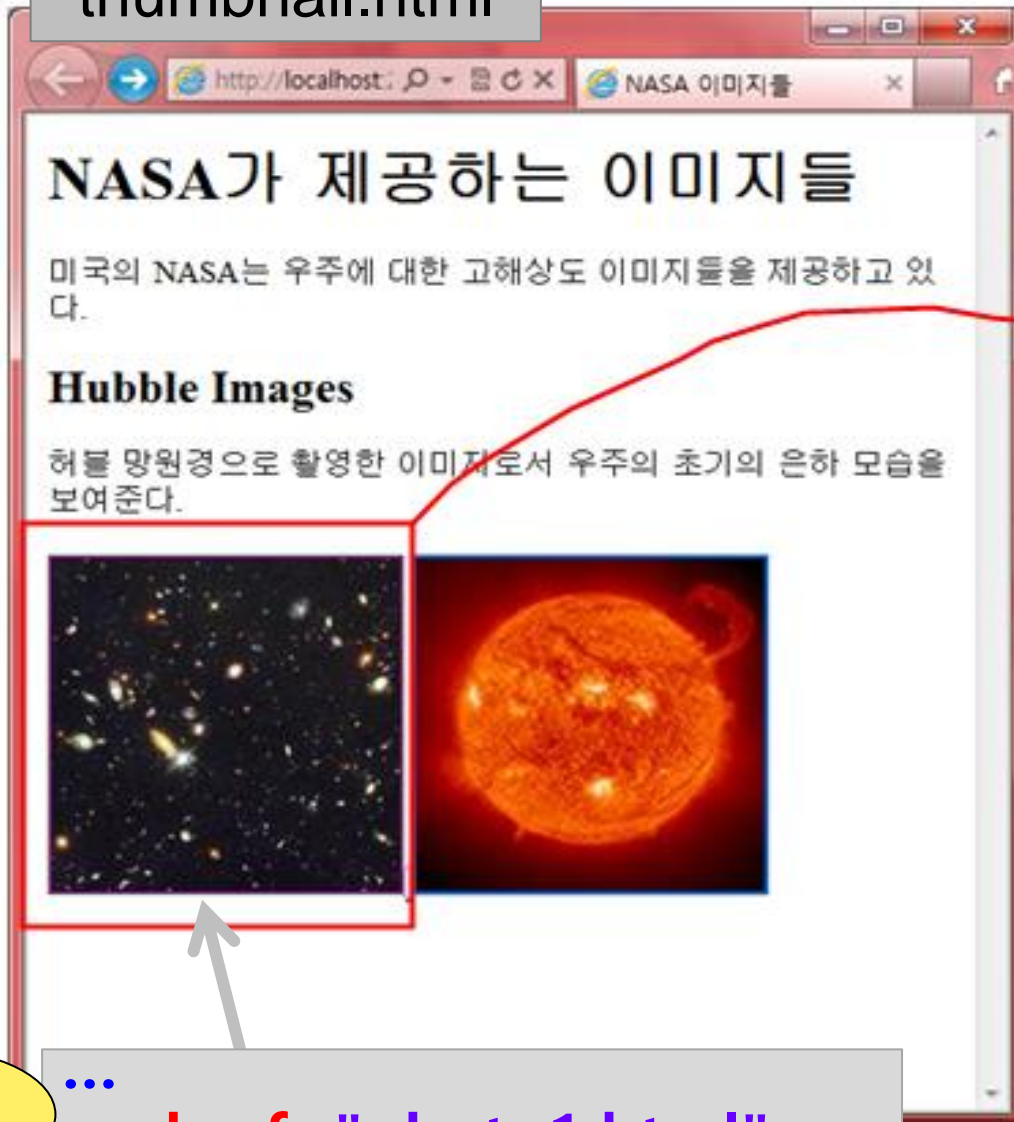 thumbnail.html
http://localhost:
NASA 이미지들
NASA가 제공하는 이미지들
미국의 NASA는 우주에 대한 고해상도 이미지들을 제공하고 있
다.
Hubble Images
허블 망원경으로 촬영한 이미지로서 우주의 초기의 은하 모습을
보여준다.
...